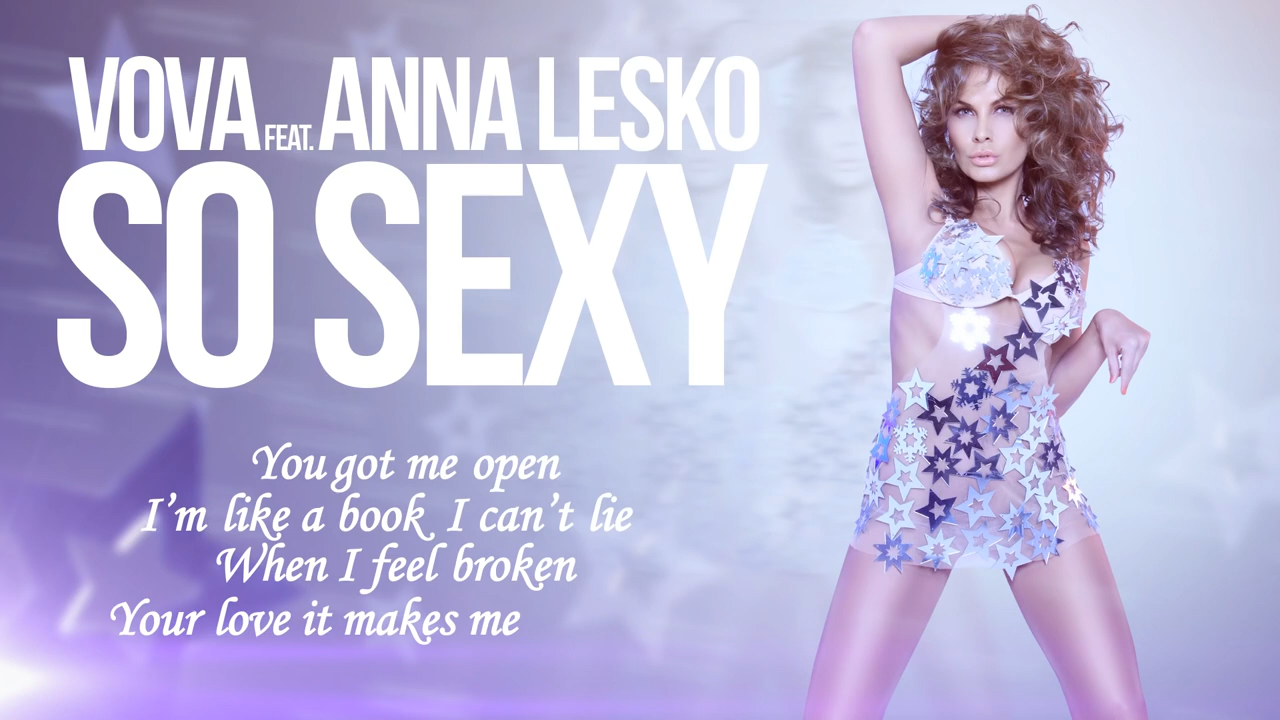 VOVA FEAT. ANNA LESKO
SO SEXY
You got me open
I'm like a book I can't lie
When I feel broken
Your love it makes me